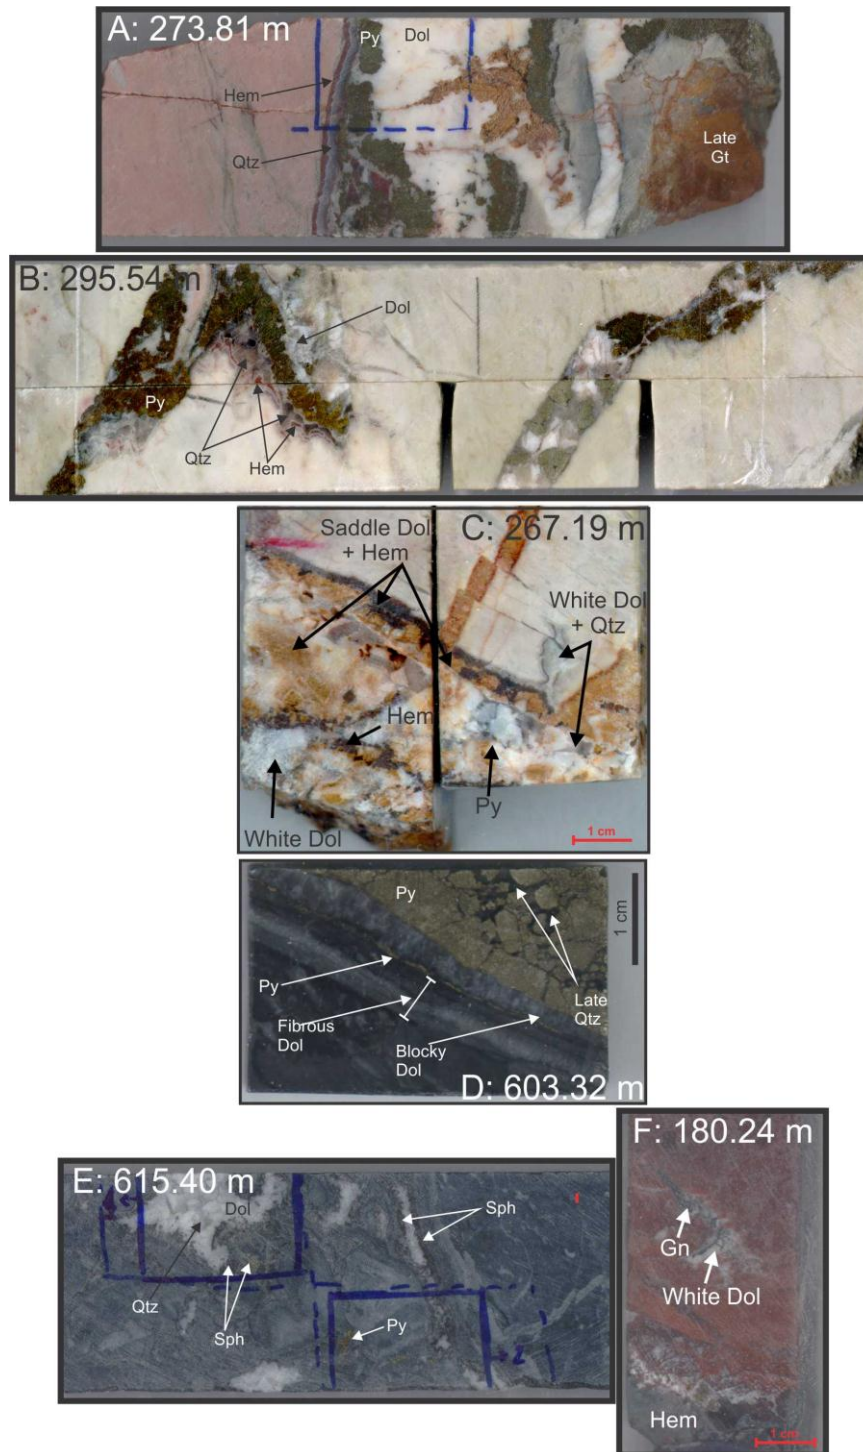 A: 273.81 m
Py
Dol
Hem
Qtz
Late
Gt
B: 295.54 m
Dol
Py
Qtz
Hem
Saddle Dol
+ Hem
C: 267.19 m
White Dol
+ Qtz
Hem
White Dol
Py
1 cm
Py
1 cm
Py
Fibrous
Dol
Blocky
Dol
Late
Qtz
D: 603.32 m
E: 615.40 m
Dol
Sph
Qtz
Sph
Py
2
F: 180.24 m
Gn
White Dol
Hem
1 cm